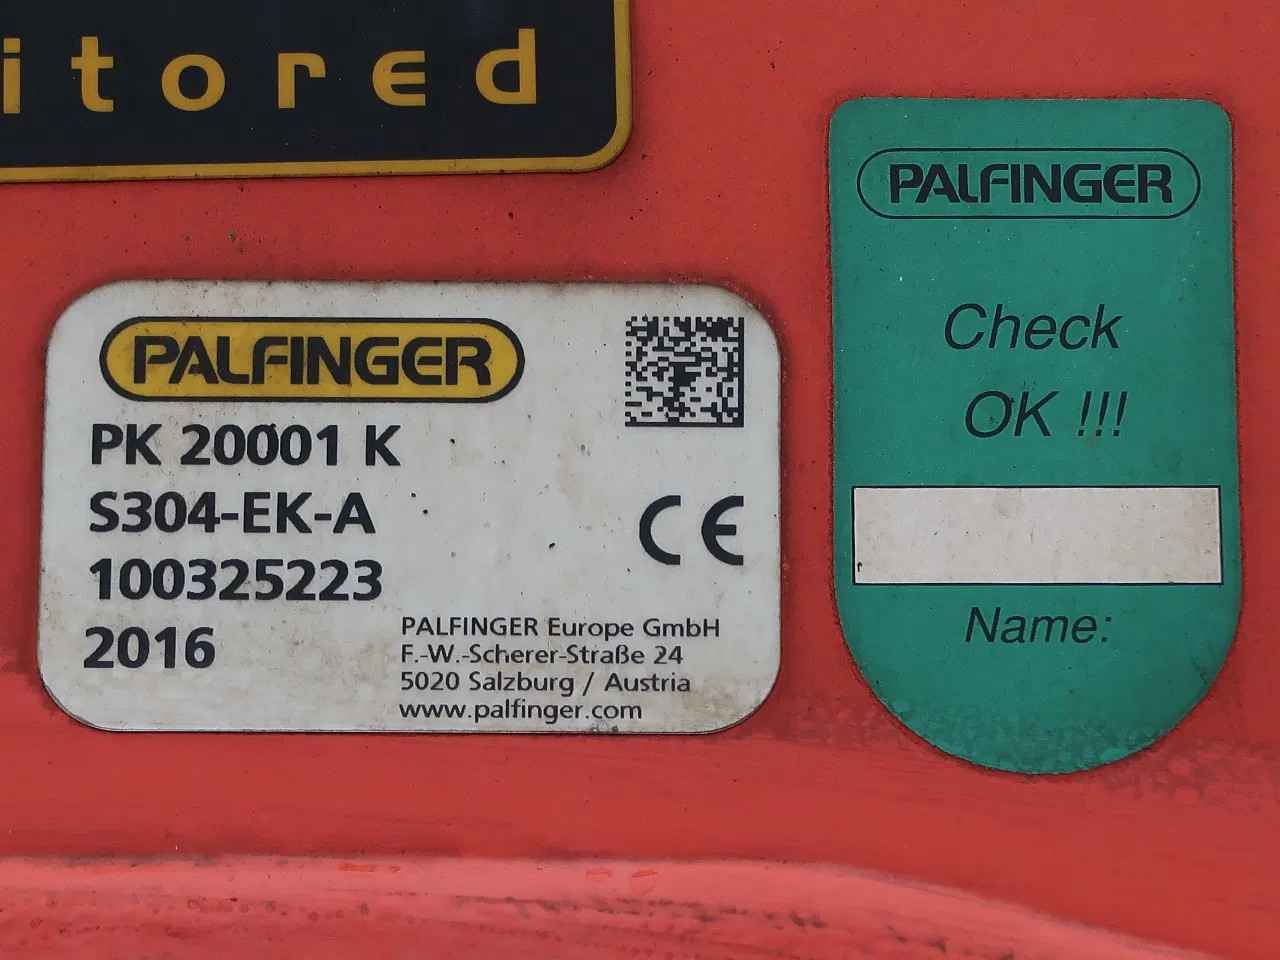 itored
PALFINGER
PK 20001 K
S304-EK-A
100325223
2016
CE
PALFINGER Europe GmbH
F.-W.-Scherer-Straße 24
5020 Salzburg / Austria
www.palfinger.com
PALFINGER
Check
OK !!!
Name: